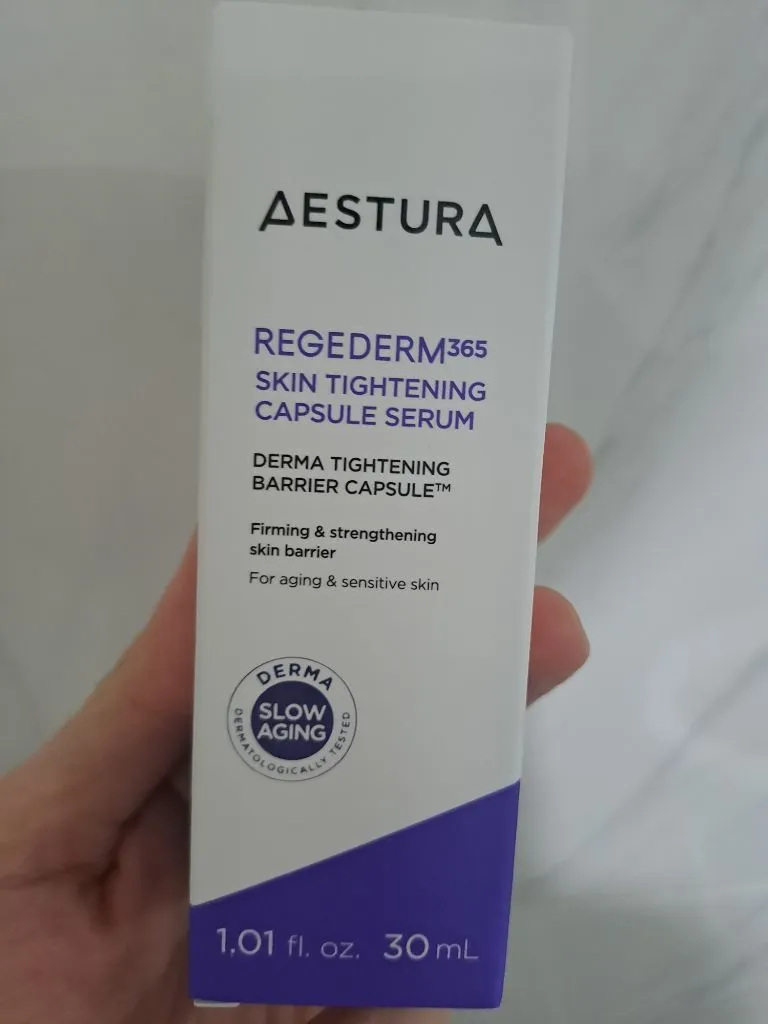 AESTURA
REGEDERM³⁶⁵
SKIN TIGHTENING
CAPSULE SERUM
DERMA TIGHTENING
BARRIER CAPSULE™
Firming & strengthening
skin barrier
For aging & sensitive skin
DERMA
SLOW
AGING
DERMATOLOGICALLY TESTED
1.01 fl. oz. 30 mL